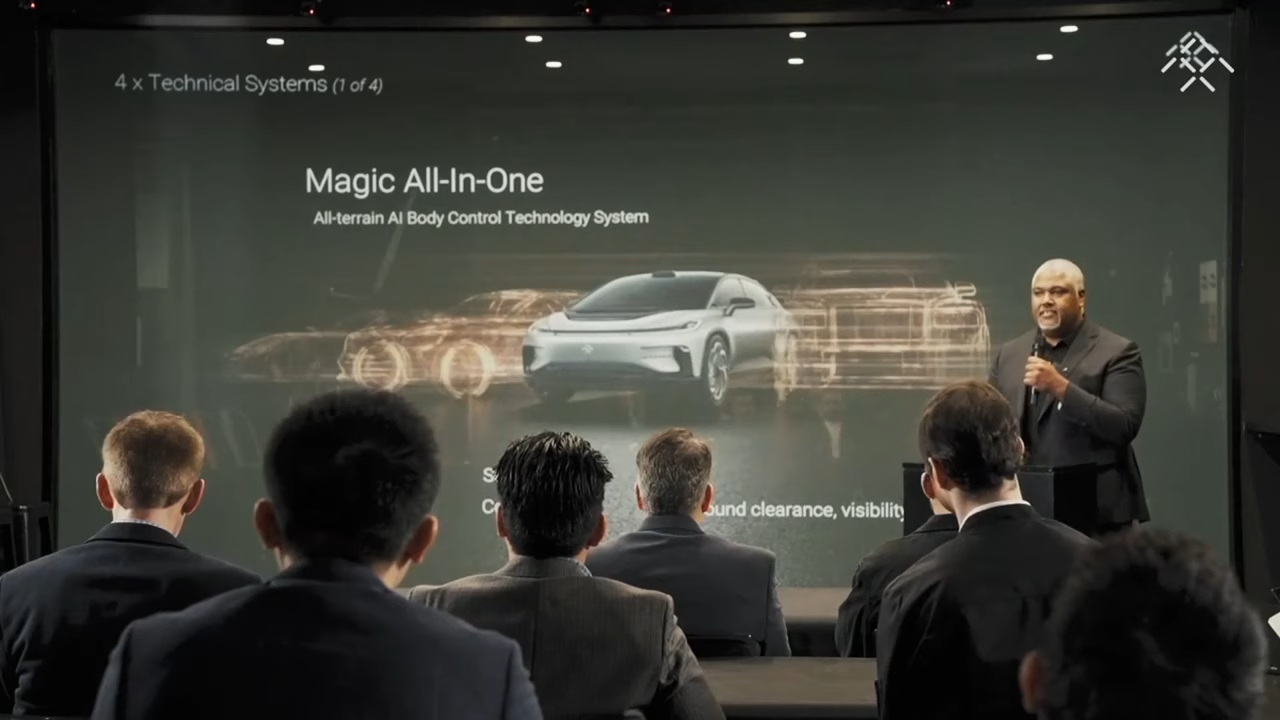 4 x Technical Systems (1 of 4)
Magic All-In-One
All-terrain AI Body Control Technology System
clearance, visibility